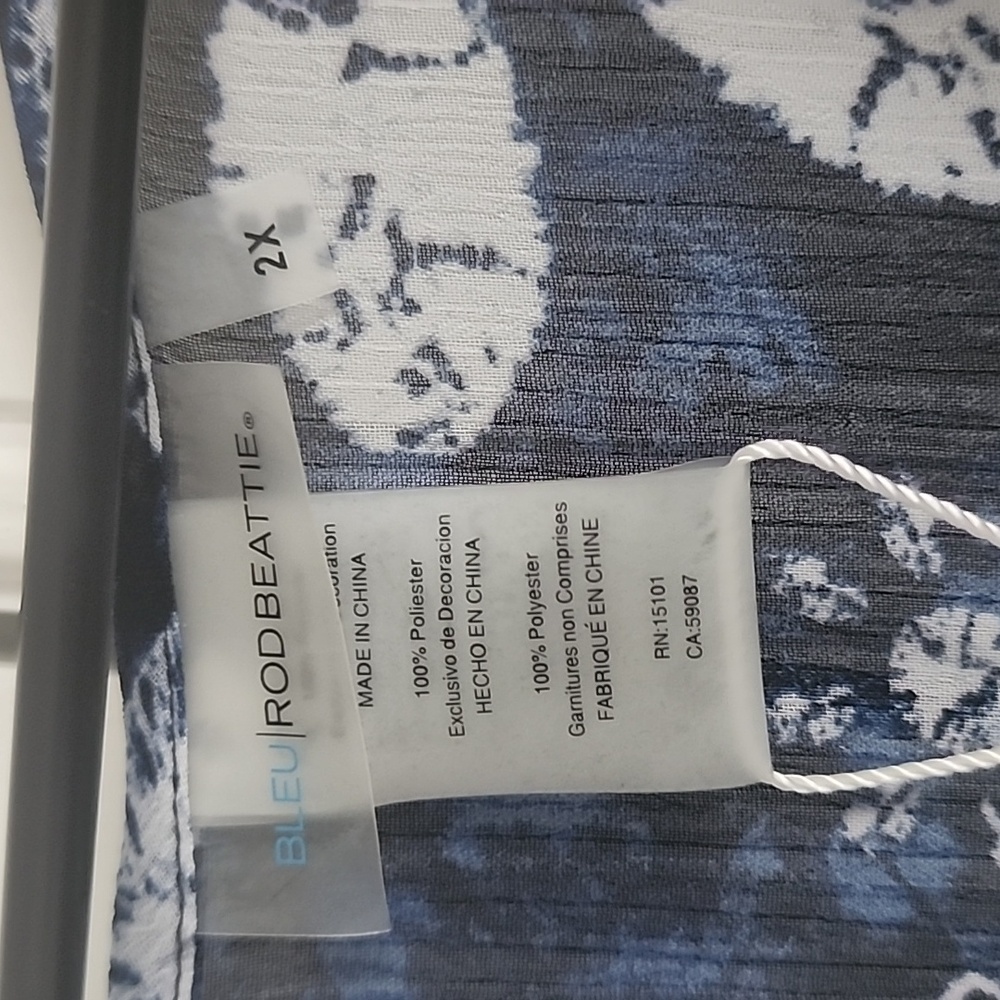 2X
BLEU|RODBEATTIE®
MADE IN CHINA
100% Poliester
Exclusivo de Decoracion
HECHO EN CHINA
100% Polyester
Garnitures non Comprises
FABRIQUÉ EN CHINE
RN:15101
CA:59087